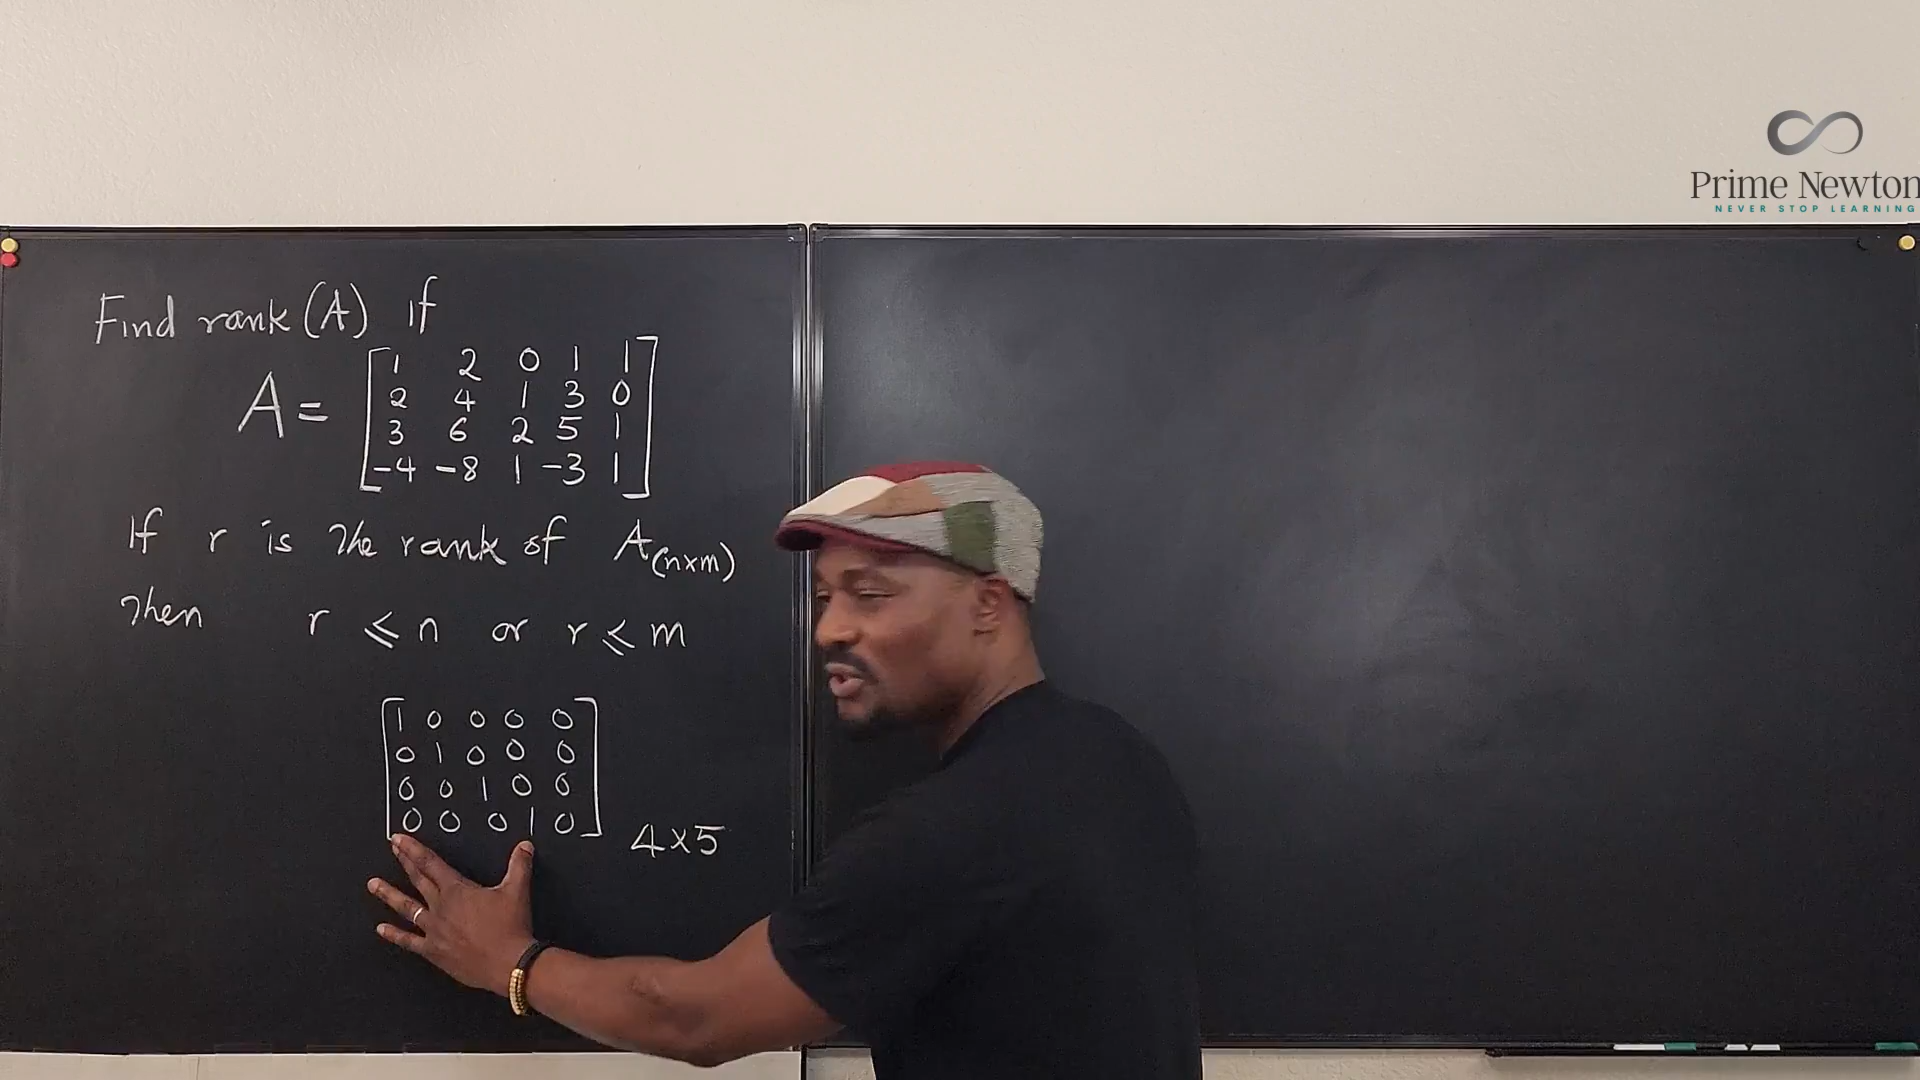 Prime Newton
NEVER STOP LEARNING
Find rank (A) if
A = [1 2 0 1 1
2 4 1 3 0
3 6 2 5 1
-4 -8 1 -3 1]
If r is the rank of A(n×m)
Then r ⩽ n or r ⩽ m
[1 0 0 0 0
0 1 0 0 0
0 0 1 0 0
0 0 0 1 0] 4×5